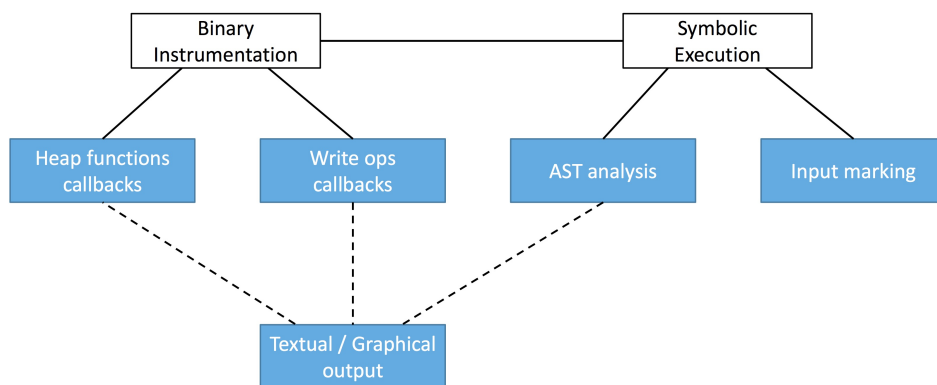 Binary
Instrumentation
Symbolic
Execution
Heap functions
callbacks
Write ops
callbacks
AST analysis
Input marking
Textual / Graphical
output